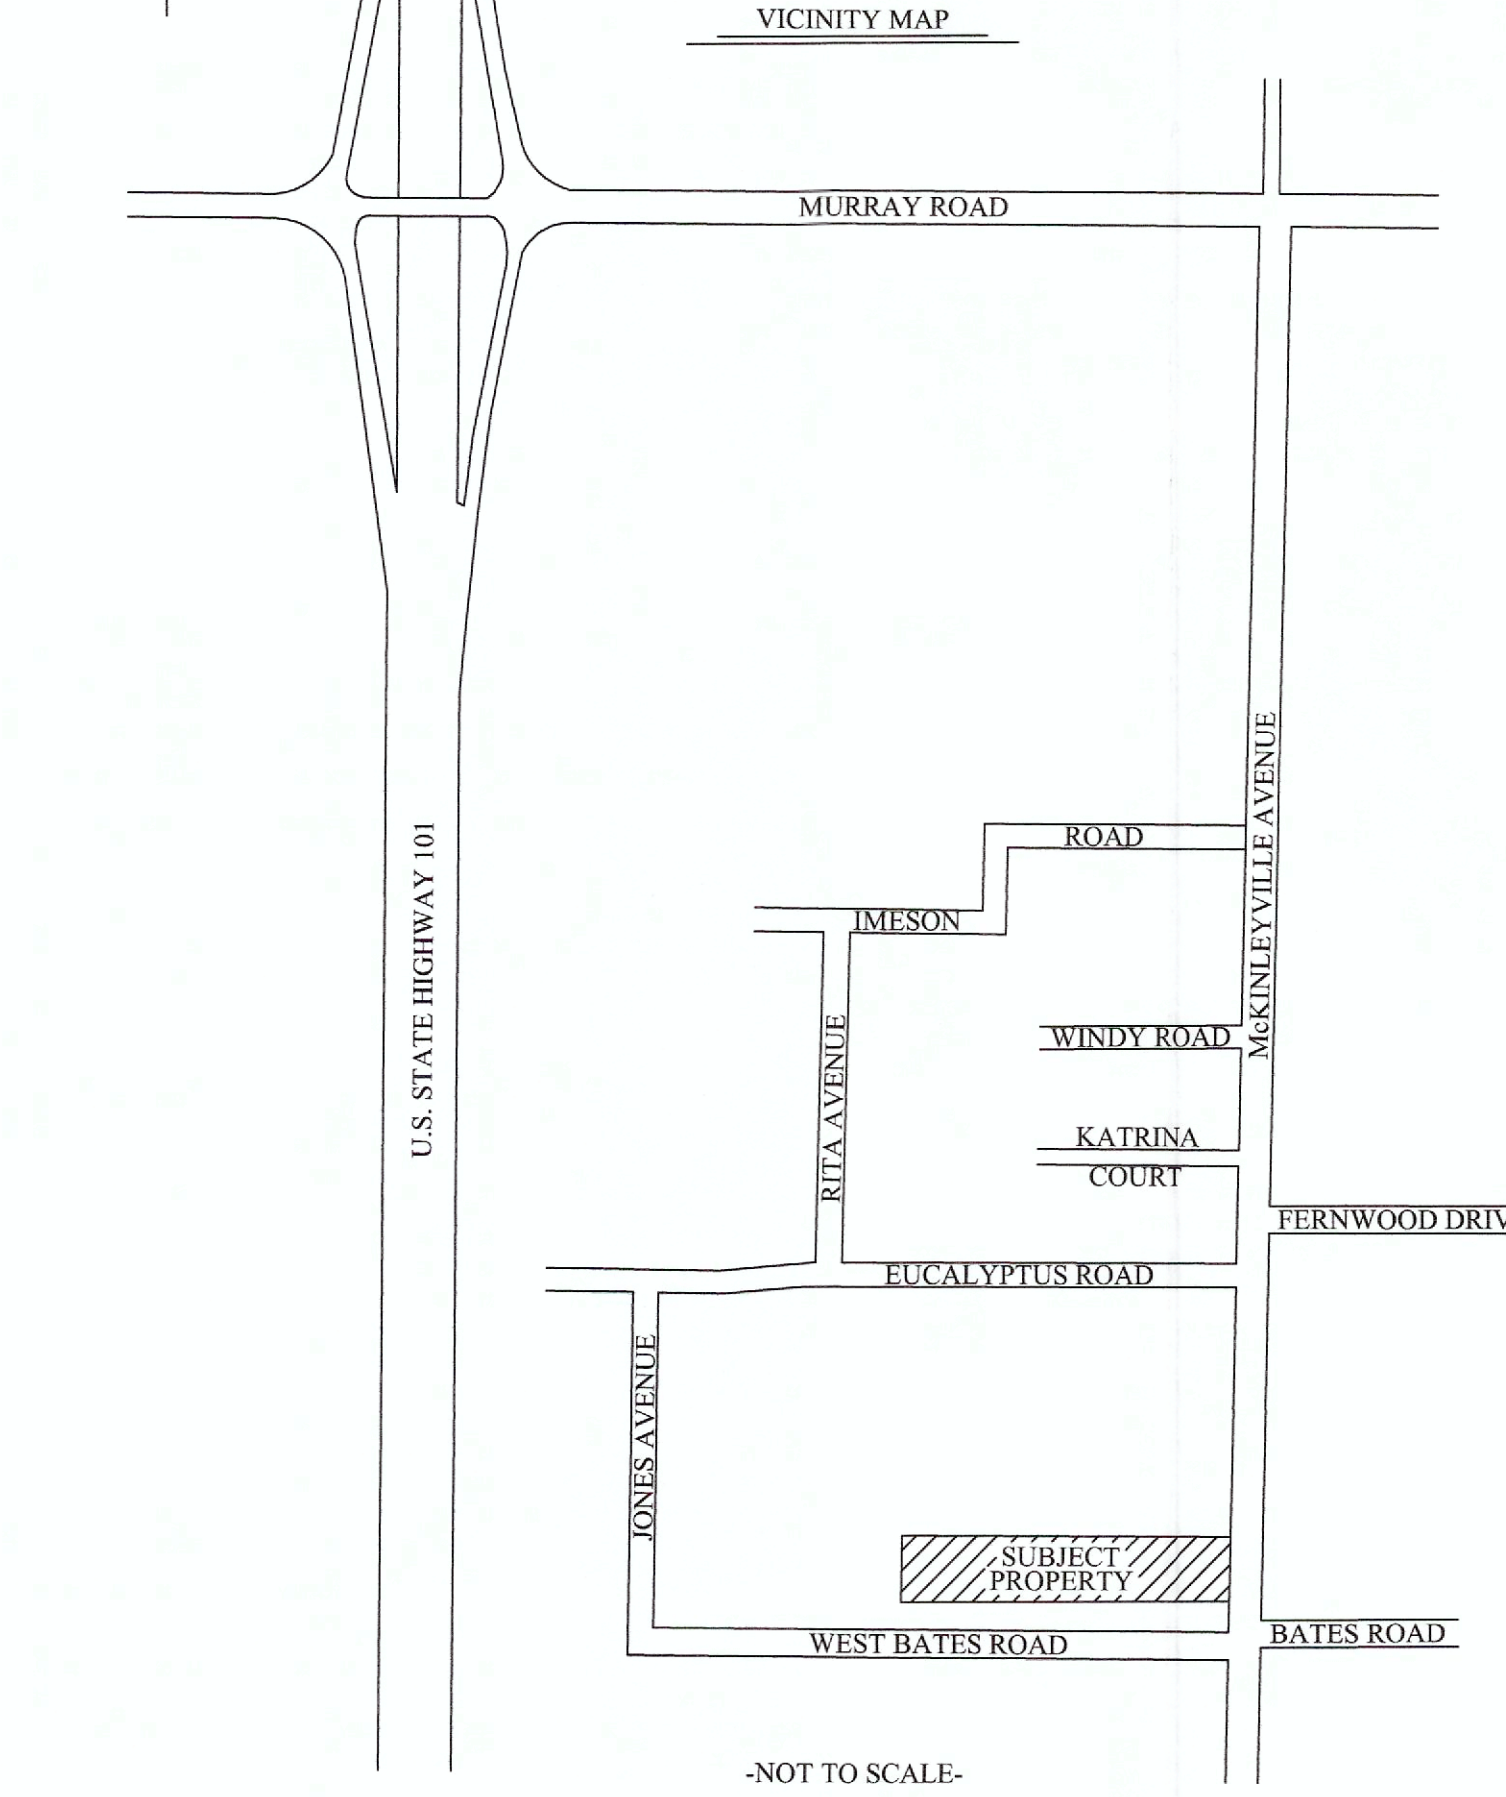 VICINITY MAP
MURRAY ROAD
McKINLEYVILLE AVENUE
U.S. STATE HIGHWAY 101
ROAD
IMESON
WINDY ROAD
RITA AVENUE
KATRINA
COURT
FERNWOOD DRIV
EUCALYPTUS ROAD
JONES AVENUE
SUBJECT
PROPERTY
WEST BATES ROAD
BATES ROAD
-NOT TO SCALE-